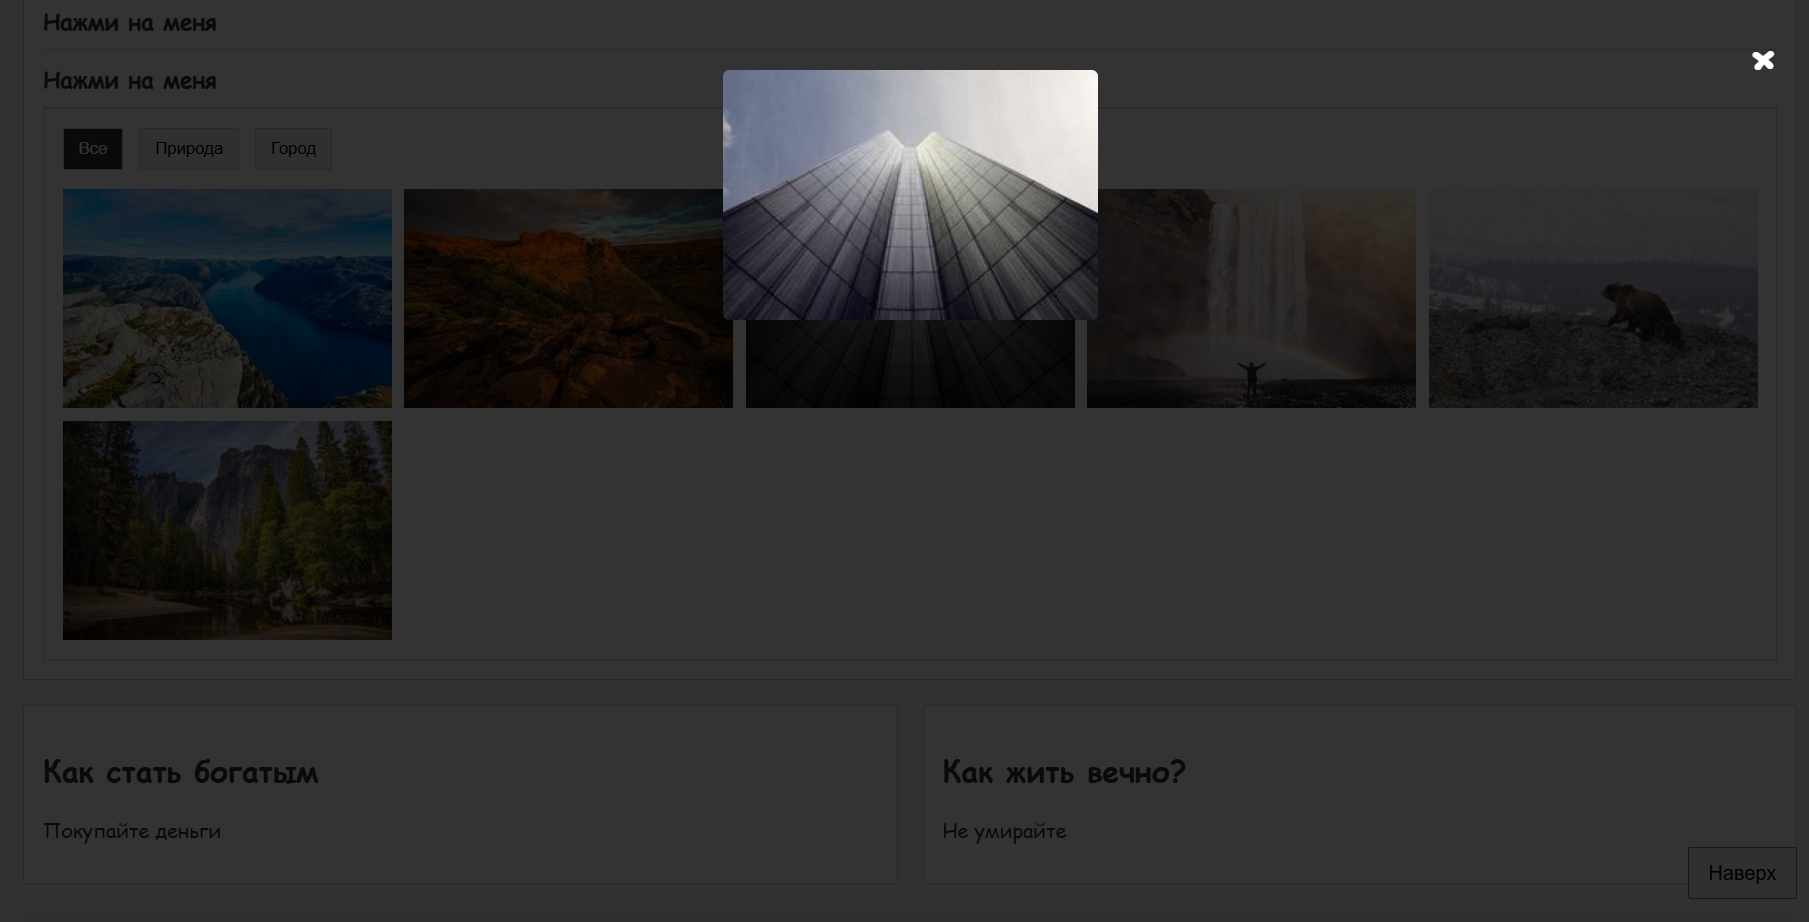 Нажми на меня
Нажми на меня
Все
Природа
Город
Как стать богатым
Покупайте деньги
Как жить вечно?
Не умирайте
Наверх